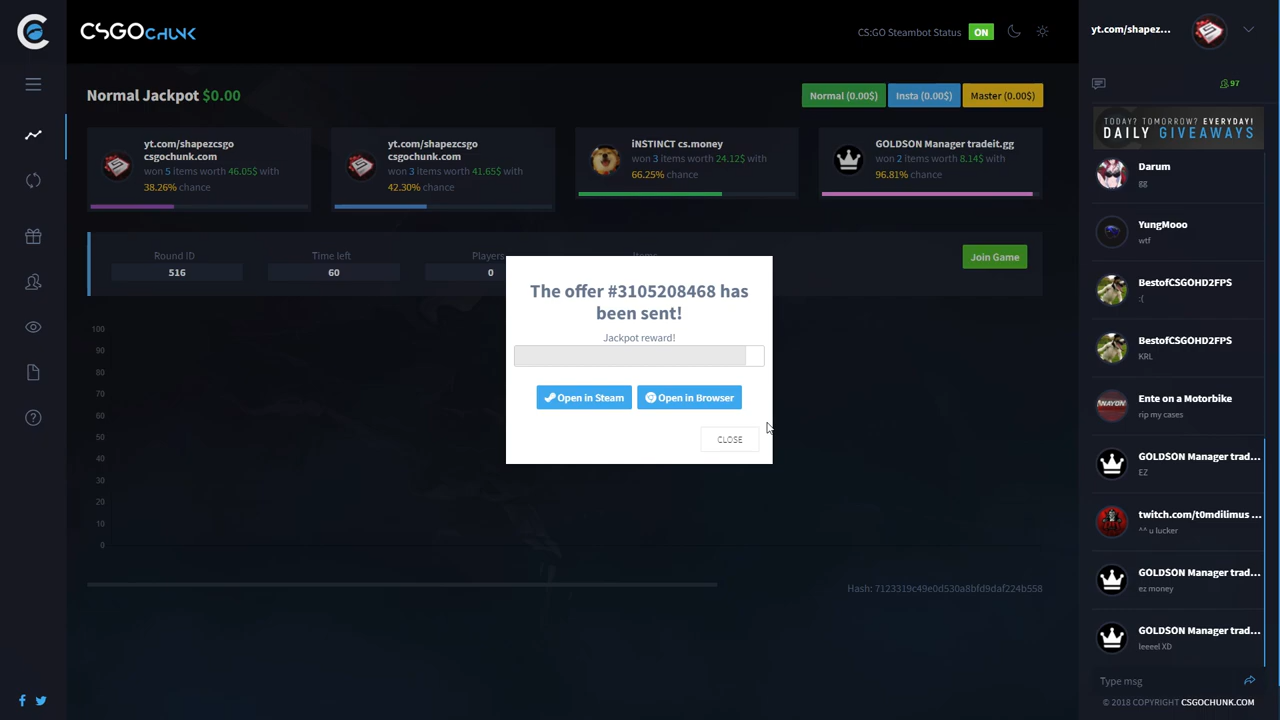 CSGOCHUNK
CS:GO Steambot Status ON
yt.com/shapez...
97
Normal Jackpot $0.00
Normal (0.00$) Insta (0.00$) Master (0.00$)
yt.com/shapezcsgo
csgochunk.com
won 5 items worth 46.05$ with
38.26% chance
yt.com/shapezcsgo
csgochunk.com
won 3 items worth 41.65$ with
42.30% chance
iNSTINCT cs.money
won 3 items worth 24.12$ with
66.25% chance
GOLDSON Manager tradeit.gg
won 2 items worth 8.14$ with
96.81% chance
Round ID
516
Time left
60
Players
0
Join Game
The offer #3105208468 has
been sent!
Jackpot reward!
Open in Steam Open in Browser
CLOSE
100
90
80
70
60
50
40
30
20
10
0
Hash: 7123319c49e0d530a8bfd9daf224b558
TODAY? TOMORROW? EVERYDAY!
DAILY GIVEAWAYS
Darum
gg
YungMooo
wtf
BestofCSGOHD2FPS
:(
BestofCSGOHD2FPS
KRL
Ente on a Motorbike
rip my cases
GOLDSON Manager trad...
EZ
twitch.com/t0mdilimus ...
^^ u lucker
GOLDSON Manager trad...
ez money
GOLDSON Manager trad...
leeeel XD
Type msg
© 2018 COPYRIGHT CSGOCHUNK.COM